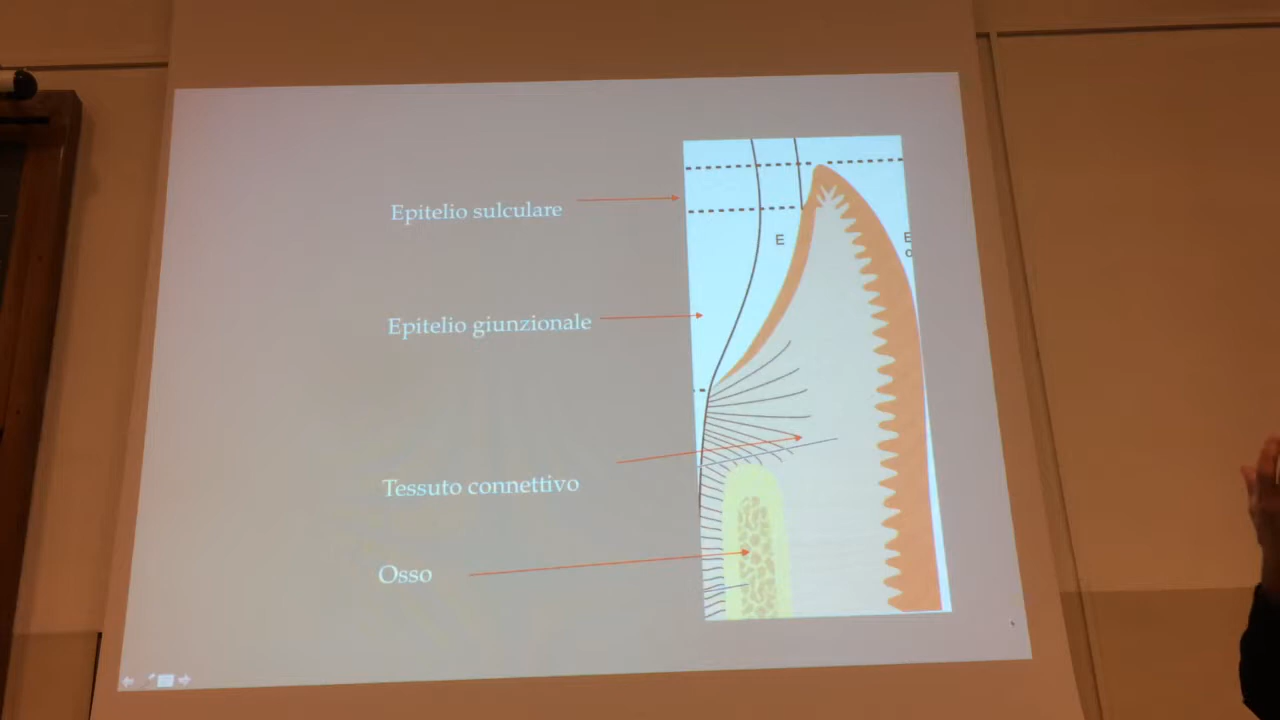 Epitelio sulculare
E
E
o
Epitelio giunzionale
Tessuto connettivo
Osso